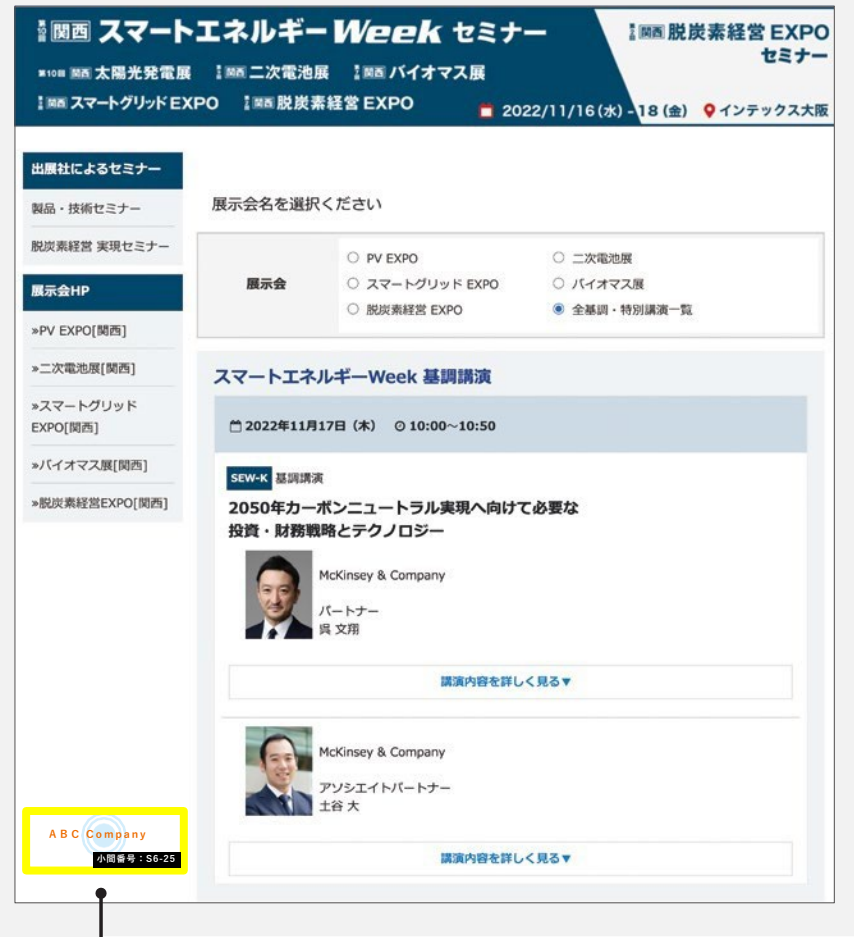 第10回 関西 スマートエネルギーWeek セミナー
関西 脱炭素経営 EXPO
セミナー
第10回 関西 太陽光発電展 関西 二次電池展 関西 バイオマス展
関西 スマートグリッド EXPO 関西 脱炭素経営 EXPO
2022/11/16(水) - 18(金) インテックス大阪
出展社によるセミナー
製品・技術セミナー
脱炭素経営 実現セミナー
展示会HP
»PV EXPO[関西]
»二次電池展[関西]
»スマートグリッド
EXPO[関西]
»バイオマス展[関西]
»脱炭素経営EXPO[関西]
展示会名を選択ください
展示会
PV EXPO
二次電池展
スマートグリッド EXPO
バイオマス展
脱炭素経営 EXPO
全基調・特別講演一覧
スマートエネルギーWeek 基調講演
2022年11月17日（木） 10:00～10:50
SEW-K 基調講演
2050年カーボンニュートラル実現へ向けて必要な
投資・財務戦略とテクノロジー
McKinsey & Company
パートナー
呉 文翔
講演内容を詳しく見る▼
McKinsey & Company
アソシエイトパートナー
土谷 大
講演内容を詳しく見る▼
ABC Company
小間番号：S6-25